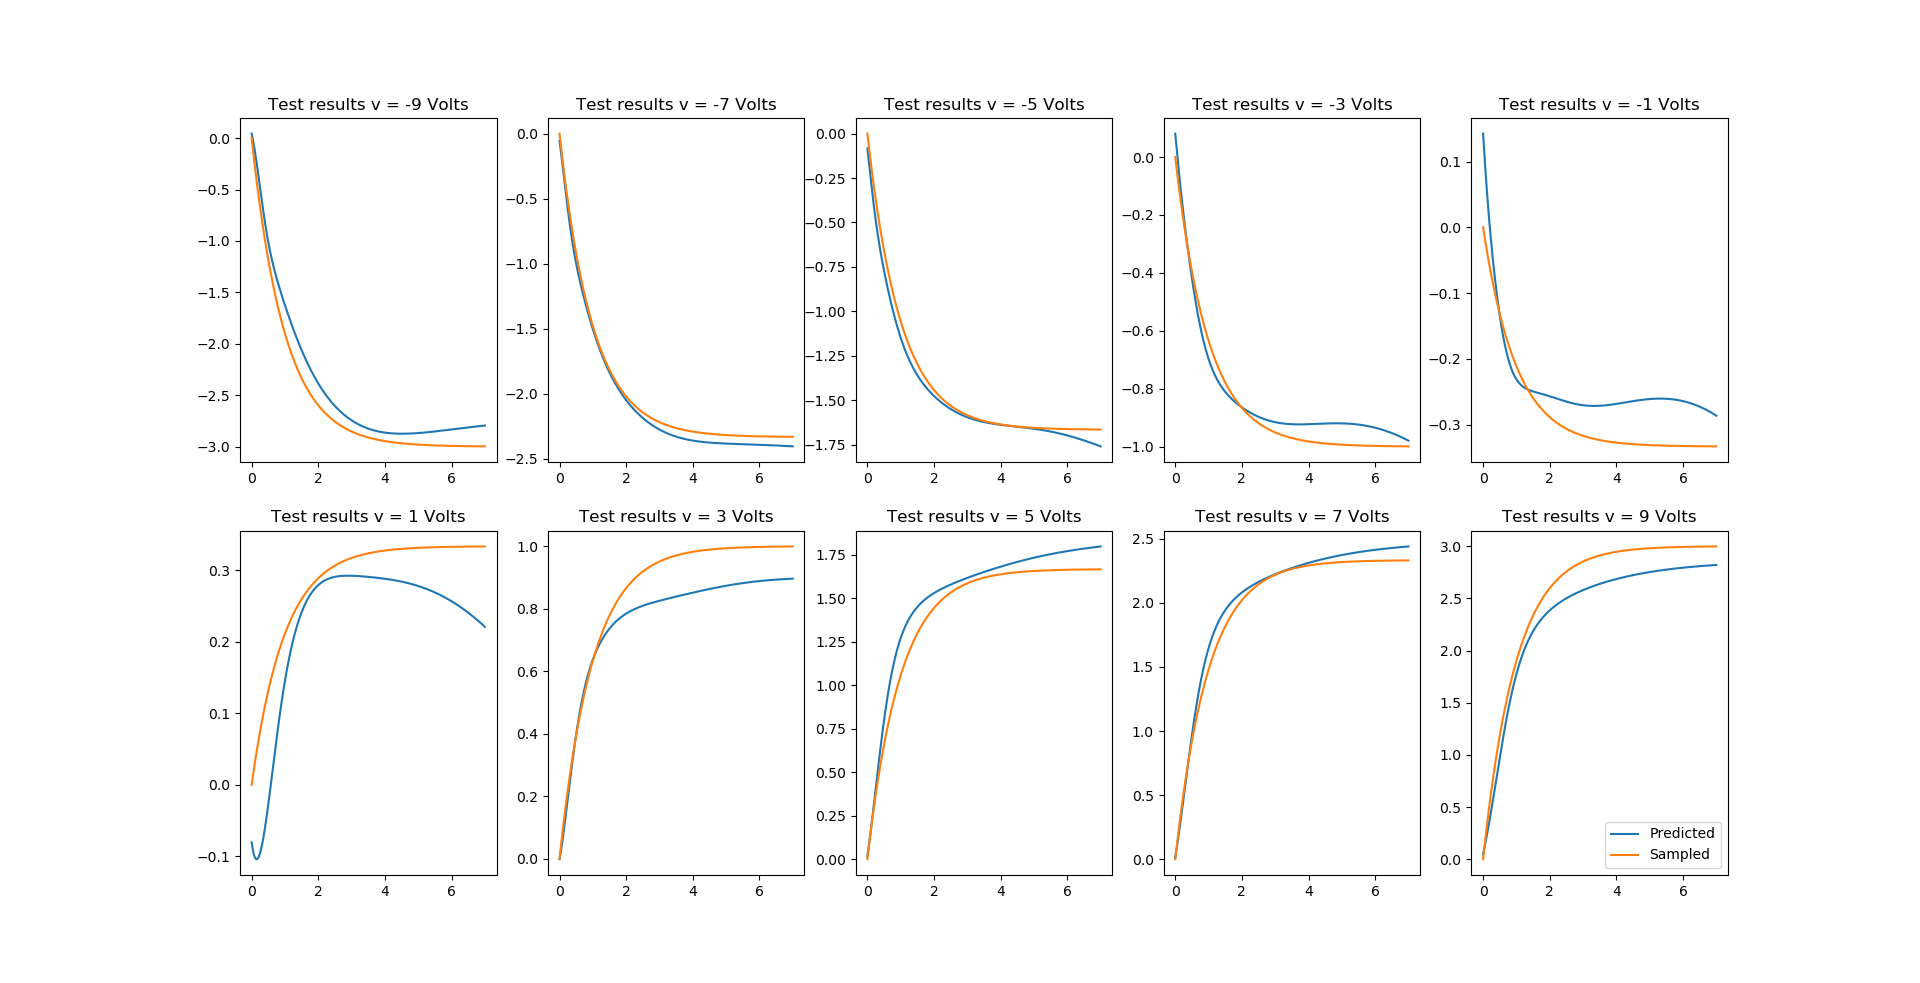 Test results v = -9 Volts
0.0
−0.5
−1.0
−1.5
−2.0
−2.5
−3.0
0 2 4 6
Test results v = -7 Volts
0.0
−0.5
−1.0
−1.5
−2.0
−2.5
0 2 4 6
Test results v = -5 Volts
0.00
−0.25
−0.50
−0.75
−1.00
−1.25
−1.50
−1.75
0 2 4 6
Test results v = -3 Volts
0.0
−0.2
−0.4
−0.6
−0.8
−1.0
0 2 4 6
Test results v = -1 Volts
0.1
0.0
−0.1
−0.2
−0.3
0 2 4 6
Test results v = 1 Volts
0.3
0.2
0.1
0.0
−0.1
0 2 4 6
Test results v = 3 Volts
1.0
0.8
0.6
0.4
0.2
0.0
0 2 4 6
Test results v = 5 Volts
1.75
1.50
1.25
1.00
0.75
0.50
0.25
0.00
0 2 4 6
Test results v = 7 Volts
2.5
2.0
1.5
1.0
0.5
0.0
0 2 4 6
Test results v = 9 Volts
3.0
2.5
2.0
1.5
1.0
0.5
0.0
0 2 4 6
Predicted
Sampled